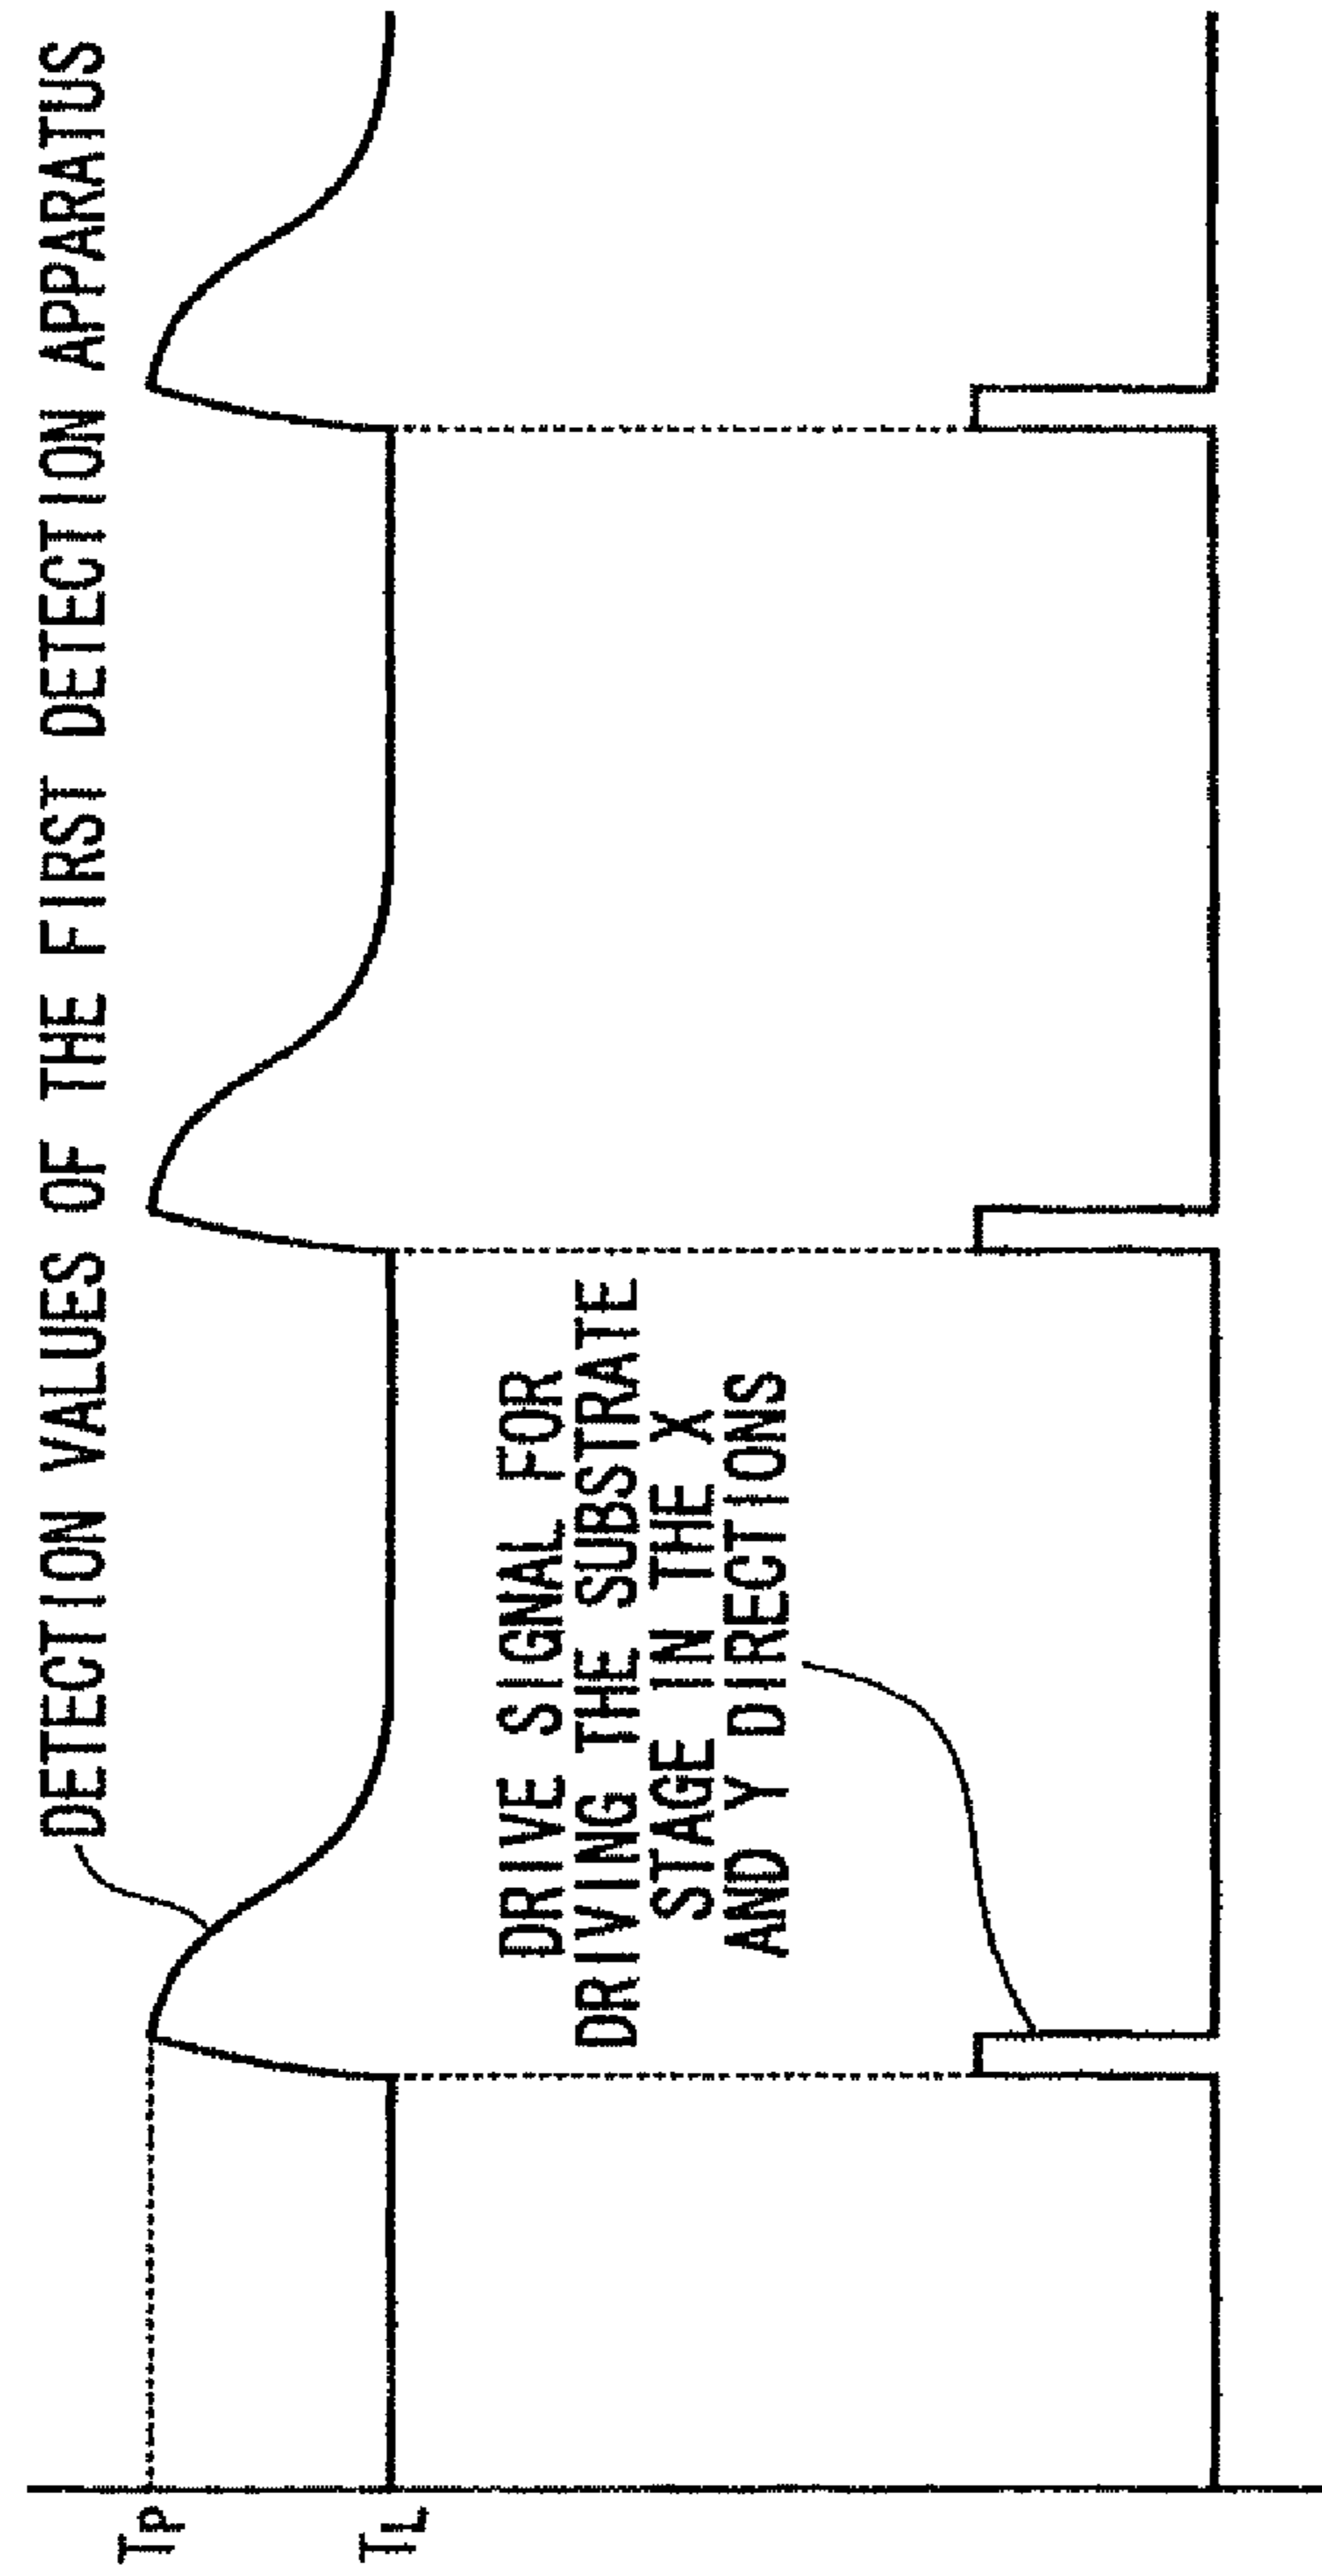 DETECTION VALUES OF THE FIRST DETECTION APPARATUS
TP
TL
DRIVE SIGNAL FOR
DRIVING THE SUBSTRATE
STAGE IN THE X
AND Y DIRECTIONS